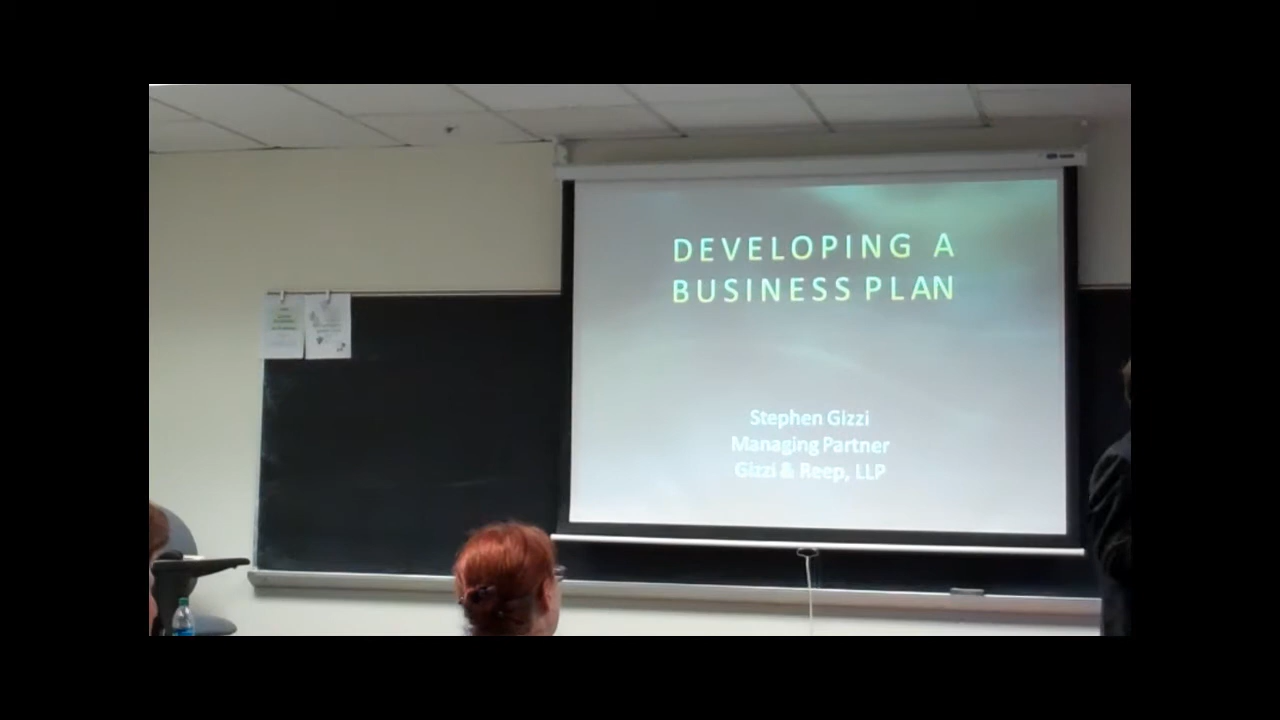 DEVELOPING A
BUSINESS PLAN
Stephen Gizzi
Managing Partner
Gizzi & Reep, LLP